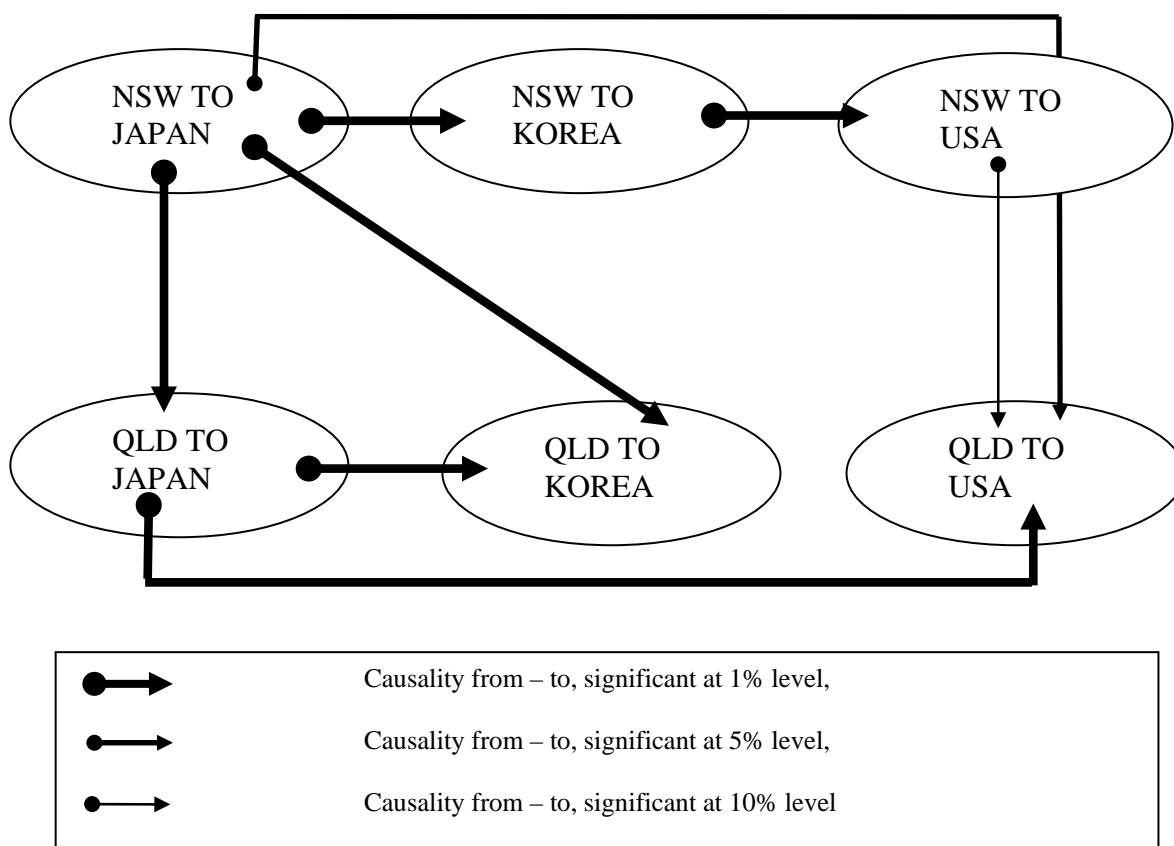 NSW TO
JAPAN
NSW TO
KOREA
NSW TO
USA
QLD TO
JAPAN
QLD TO
KOREA
QLD TO
USA
Causality from – to, significant at 1% level,
Causality from – to, significant at 5% level,
Causality from – to, significant at 10% level